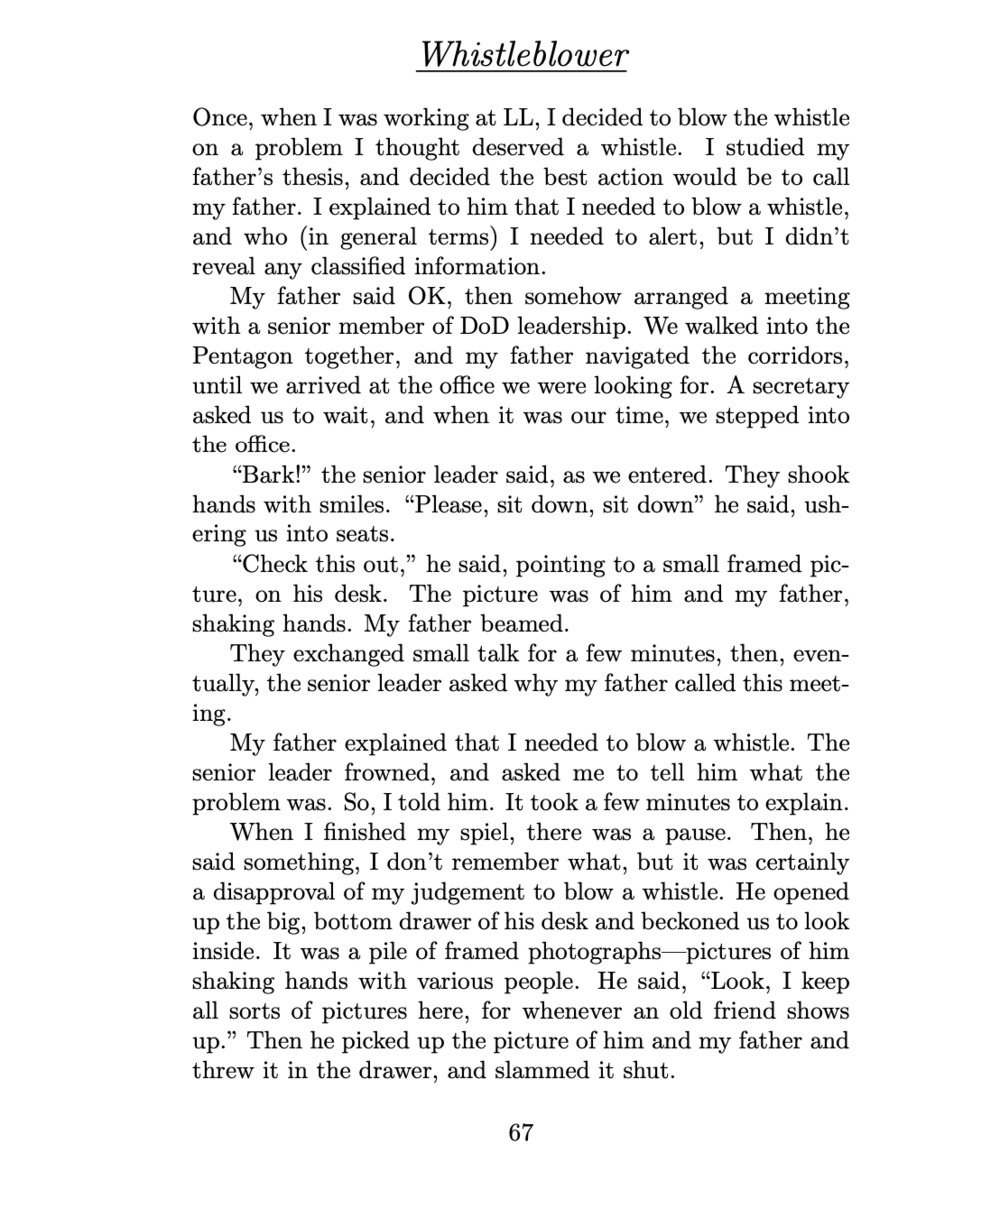 Whistleblower
Once, when I was working at LL, I decided to blow the whistle
on a problem I thought deserved a whistle. I studied my
father’s thesis, and decided the best action would be to call
my father. I explained to him that I needed to blow a whistle,
and who (in general terms) I needed to alert, but I didn’t
reveal any classified information.
My father said OK, then somehow arranged a meeting
with a senior member of DoD leadership. We walked into the
Pentagon together, and my father navigated the corridors,
until we arrived at the office we were looking for. A secretary
asked us to wait, and when it was our time, we stepped into
the office.
“Bark!” the senior leader said, as we entered. They shook
hands with smiles. “Please, sit down, sit down” he said, ush-
ering us into seats.
“Check this out,” he said, pointing to a small framed pic-
ture, on his desk. The picture was of him and my father,
shaking hands. My father beamed.
They exchanged small talk for a few minutes, then, even-
tually, the senior leader asked why my father called this meet-
ing.
My father explained that I needed to blow a whistle. The
senior leader frowned, and asked me to tell him what the
problem was. So, I told him. It took a few minutes to explain.
When I finished my spiel, there was a pause. Then, he
said something, I don’t remember what, but it was certainly
a disapproval of my judgement to blow a whistle. He opened
up the big, bottom drawer of his desk and beckoned us to look
inside. It was a pile of framed photographs—pictures of him
shaking hands with various people. He said, “Look, I keep
all sorts of pictures here, for whenever an old friend shows
up.” Then he picked up the picture of him and my father and
threw it in the drawer, and slammed it shut.
67